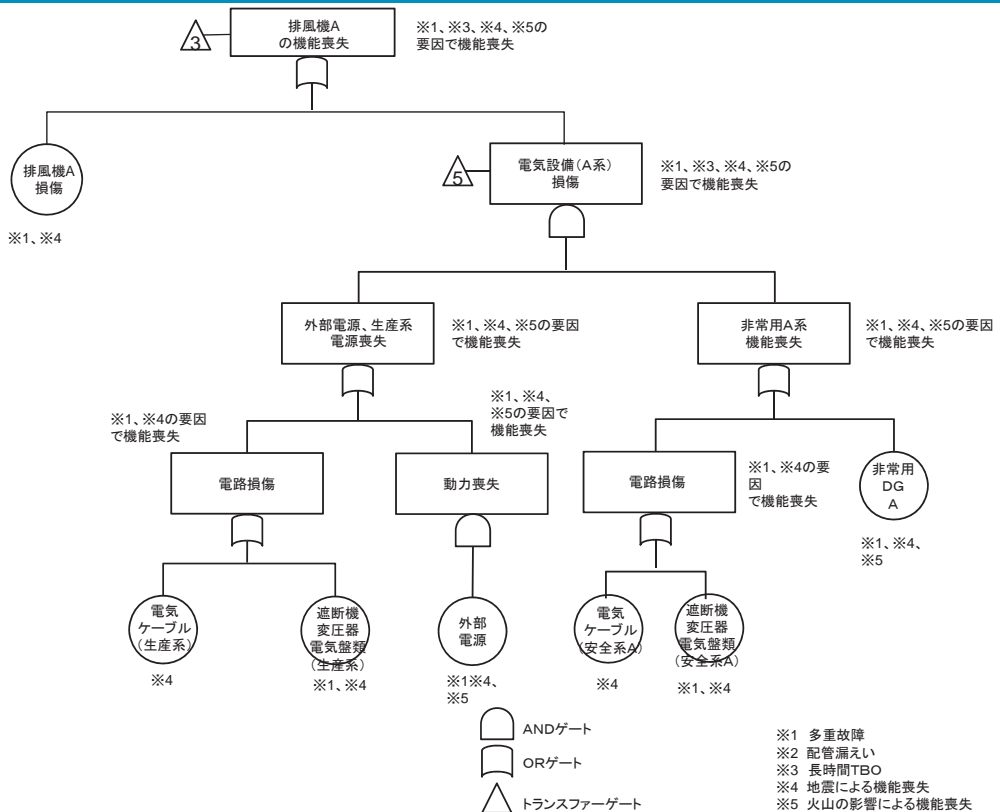 排風機A
の機能喪失
3
※1、※3、※4、※5の
要因で機能喪失
排風機A
損傷
※1、※4
電気設備(A系)
損傷
5
※1、※3、※4、※5の
要因で機能喪失
外部電源、生産系
電源喪失
※1、※4、※5の要因
で機能喪失
非常用A系
機能喪失
※1、※4、※5の要因
で機能喪失
※1、※4の要因
で機能喪失
電路損傷
※1、※4、
※5の要因で
機能喪失
動力喪失
電路損傷
※1、※4の要
因
で機能喪失
非常用
DG
A
※1、※4、
※5
電気
ケーブル
(生産系)
※4
遮断機
変圧器
電気盤類
(生産系)
※1、※4
外部
電源
※1※4、
※5
電気
ケーブル
(安全系A)
※4
遮断機
変圧器
電気盤類
(安全系A)
※1、※4
ANDゲート
ORゲート
トランスファーゲート
※1 多重故障
※2 配管漏えい
※3 長時間TBO
※4 地震による機能喪失
※5 火山の影響による機能喪失